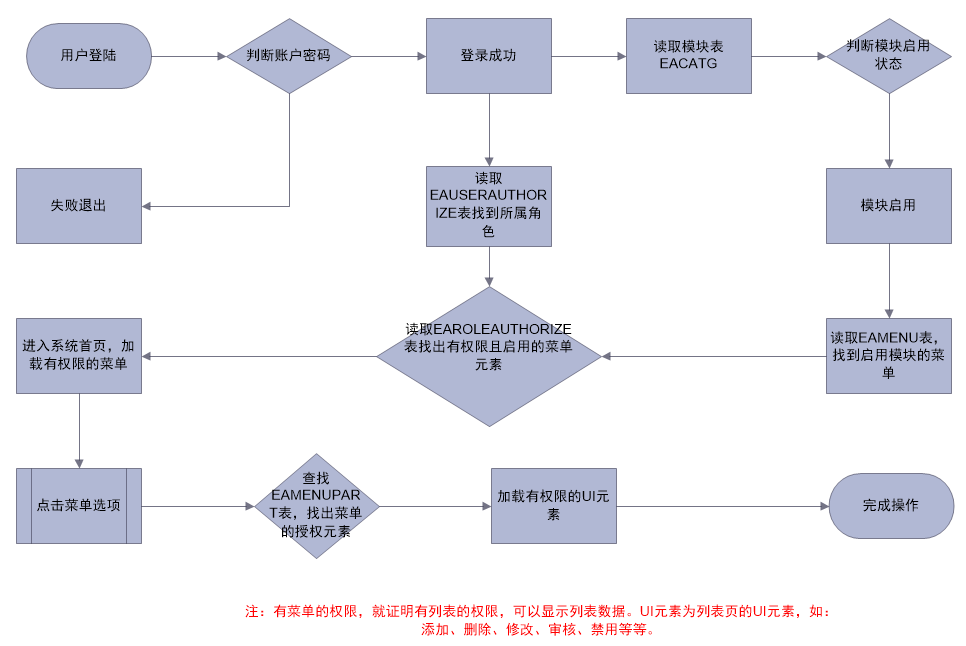 用户登陆
判断账户密码
登录成功
读取模块表
EACATG
判断模块启用
状态
失败退出
读取
EAUSERAUTHOR
IZE表找到所属角
色
模块启用
进入系统首页，加
载有权限的菜单
读取EAROLEAUTHORIZE
表找出有权限且启用的菜单
元素
读取EAMENU表，
找到启用模块的菜
单
点击菜单选项
查找
EAMENUPAR
T表，找出菜单
的授权元素
加载有权限的UI元
素
完成操作
注：有菜单的权限，就证明有列表的权限，可以显示列表数据。UI元素为列表页的UI元素，如：
添加、删除、修改、审核、禁用等等。